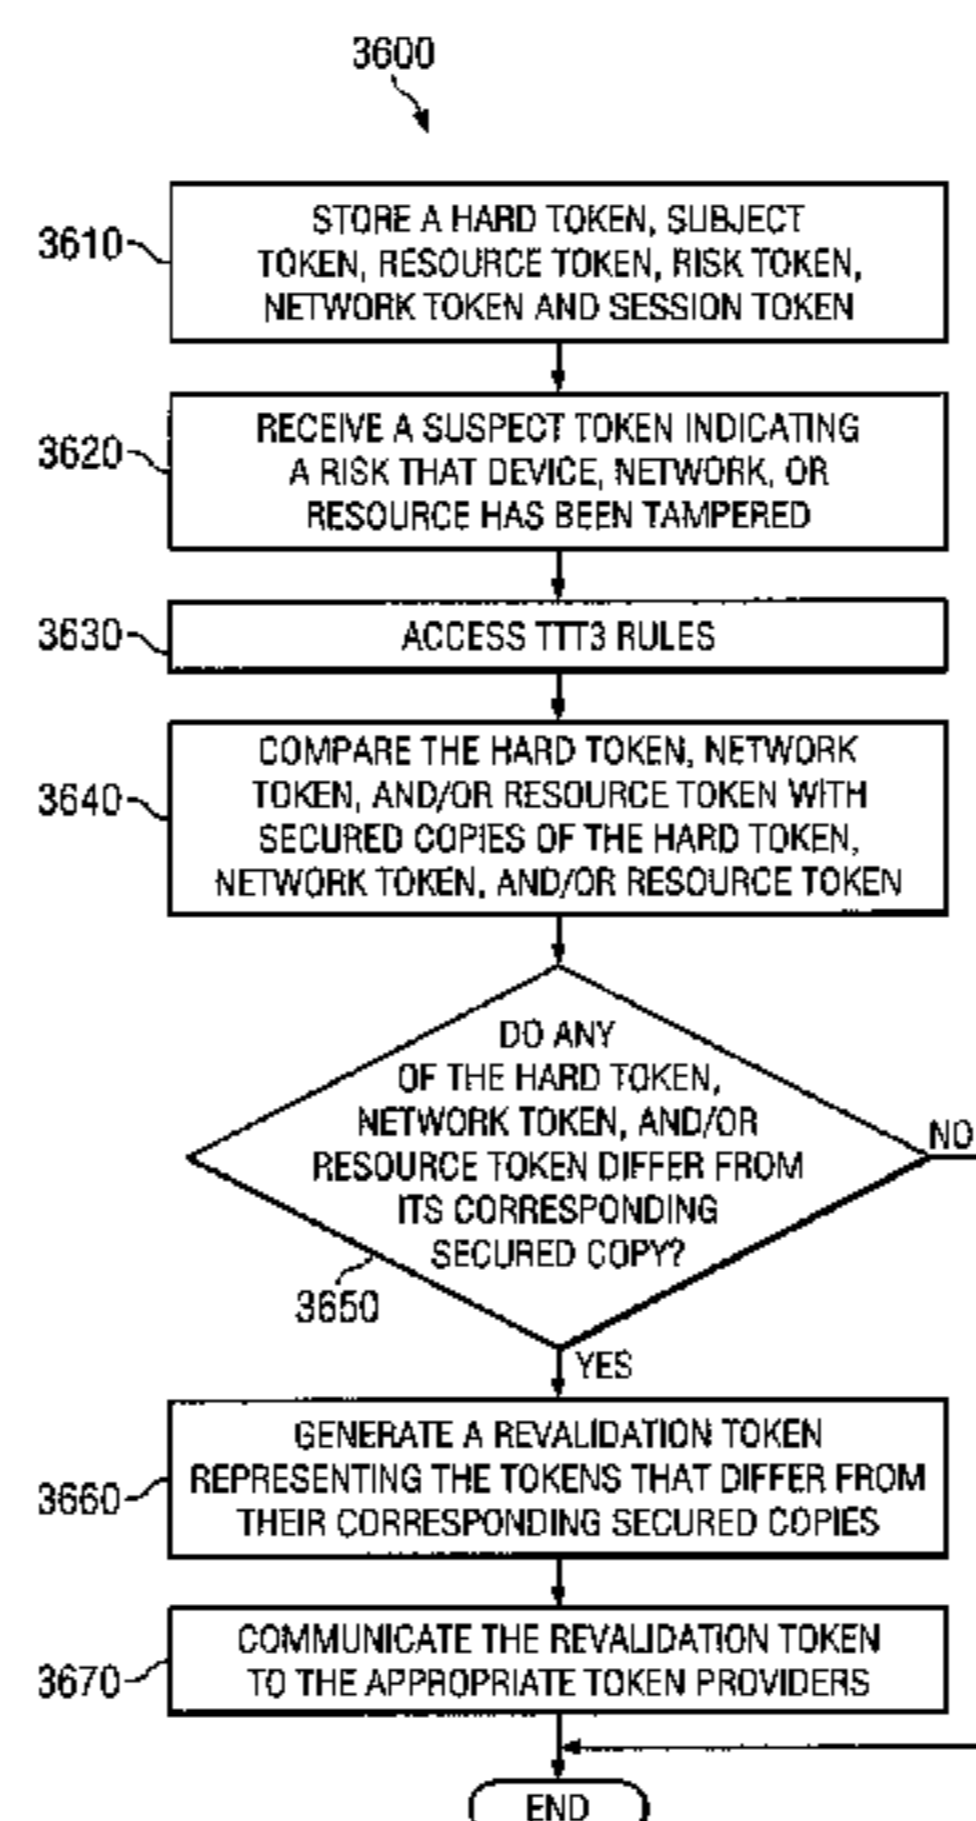 3600
3610
STORE A HARD TOKEN, SUBJECT
TOKEN, RESOURCE TOKEN, RISK TOKEN,
NETWORK TOKEN AND SESSION TOKEN
3620
RECEIVE A SUSPECT TOKEN INDICATING
A RISK THAT DEVICE, NETWORK, OR
RESOURCE HAS BEEN TAMPERED
3630
ACCESS TTT3 RULES
3640
COMPARE THE HARD TOKEN, NETWORK
TOKEN, AND/OR RESOURCE TOKEN WITH
SECURED COPIES OF THE HARD TOKEN,
NETWORK TOKEN, AND/OR RESOURCE TOKEN
DO ANY
OF THE HARD TOKEN,
NETWORK TOKEN, AND/OR
RESOURCE TOKEN DIFFER FROM
ITS CORRESPONDING
SECURED COPY?
NO
3650
YES
3660
GENERATE A REVALIDATION TOKEN
REPRESENTING THE TOKENS THAT DIFFER FROM
THEIR CORRESPONDING SECURED COPIES
3670
COMMUNICATE THE REVALIDATION TOKEN
TO THE APPROPRIATE TOKEN PROVIDERS
END